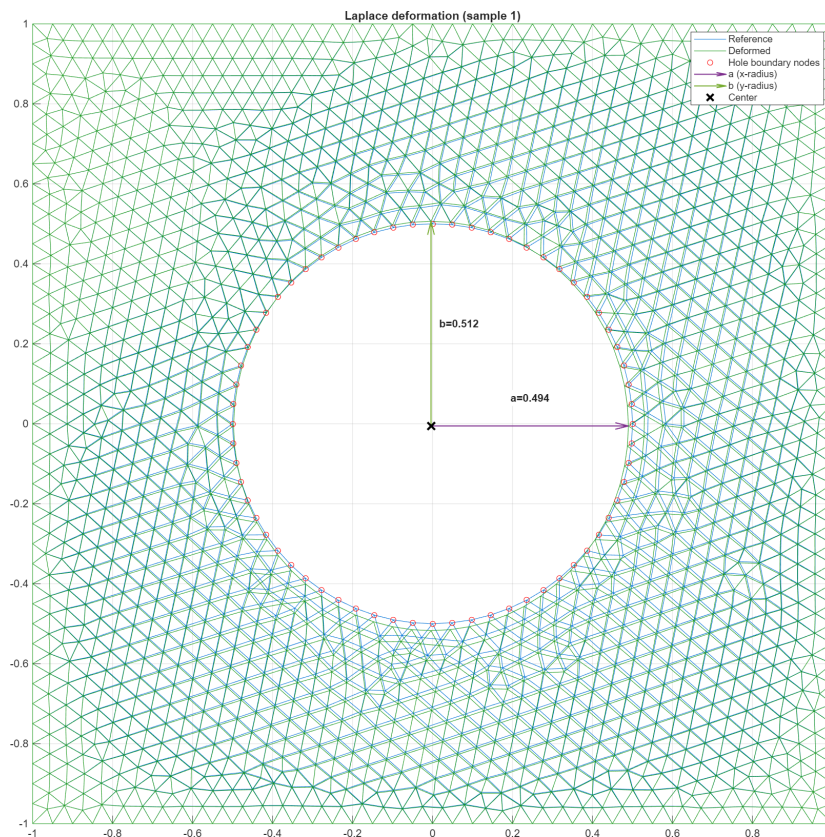 Laplace deformation (sample 1)
Reference
Deformed
Hole boundary nodes
a (x-radius)
b (y-radius)
Center
1
0.8
0.6
0.4
0.2
0
-0.2
-0.4
-0.6
-0.8
-1
b=0.512
a=0.494
-1
-0.8
-0.6
-0.4
-0.2
0
0.2
0.4
0.6
0.8